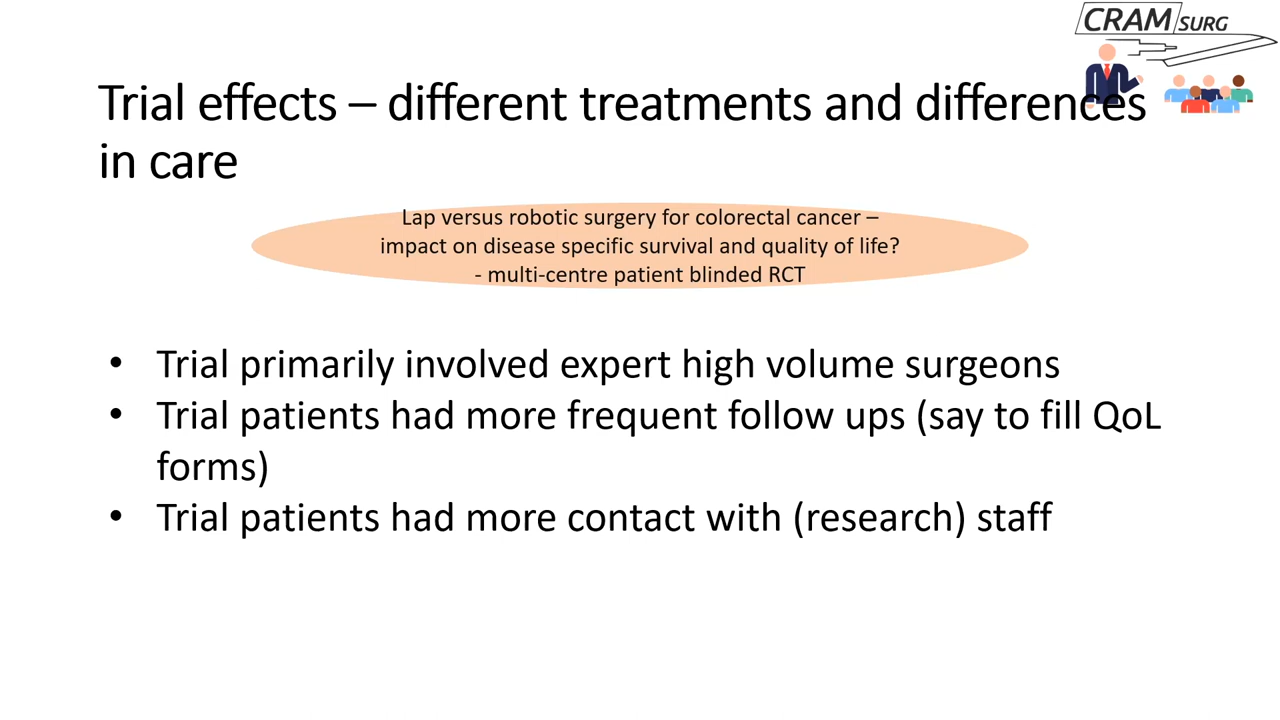 CRAM SURG
Trial effects – different treatments and differences
in care
Lap versus robotic surgery for colorectal cancer –
impact on disease specific survival and quality of life?
- multi-centre patient blinded RCT
• Trial primarily involved expert high volume surgeons
• Trial patients had more frequent follow ups (say to fill QoL
forms)
• Trial patients had more contact with (research) staff